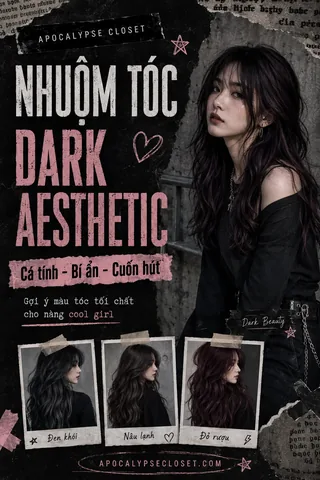 APOCALYPSE CLOSET
NHUỘM TÓC
DARK
AESTHETIC
Cá tính - Bí ẩn - Cuốn hút
Gợi ý màu tóc tối chất
cho nàng cool girl
Dark Beauty
Đen khói
Nâu lạnh
Đỏ rượu
APOCALYPSECLOSET.COM